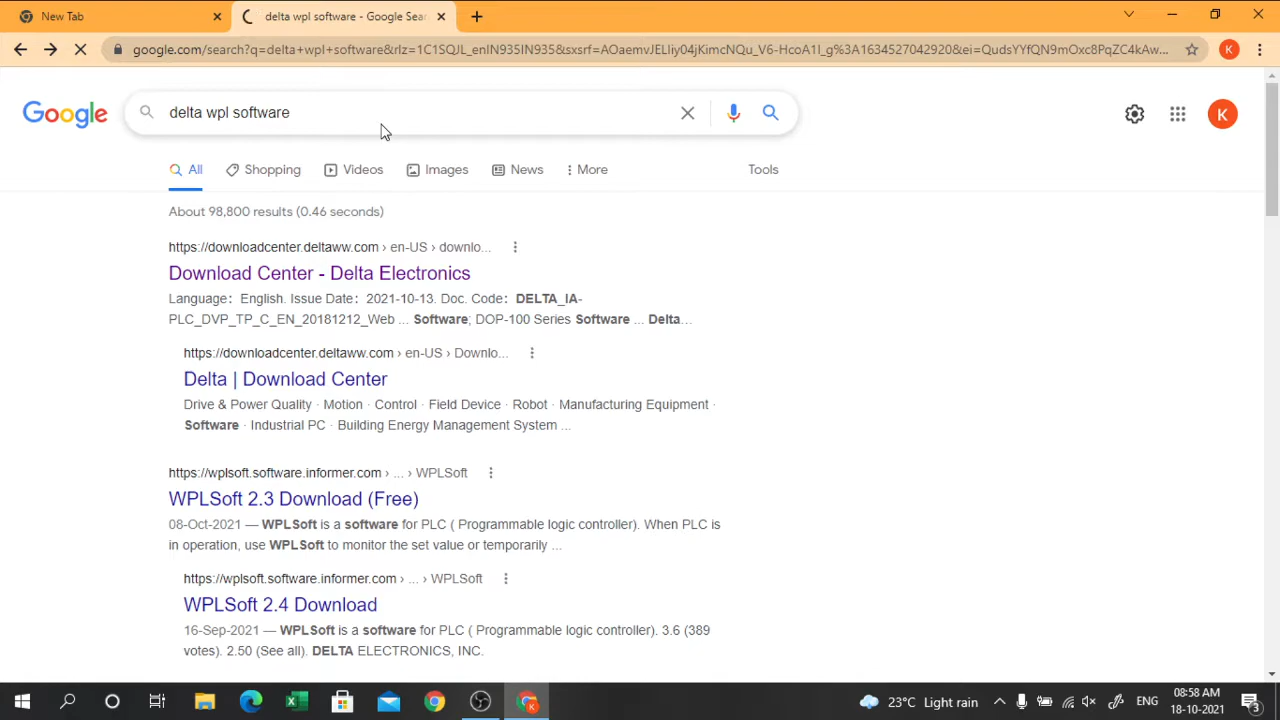 New Tab
delta wpl software - Google Sear
google.com/search?q=delta+wpl+software&rlz=1C1SQJL_enIN935IN935&sxsrf=AOaemvJELliy04jKimcNQu_V6-HcoA1l_g%3A1634527042920&ei=QudsYYfQN9mOxc8PqZC4kAw...
K
Google
delta wpl software
K
All
Shopping
Videos
Images
News
More
Tools
About 98,800 results (0.46 seconds)
https://downloadcenter.deltaww.com › en-US › downlo...
Download Center - Delta Electronics
Language: English. Issue Date: 2021-10-13. Doc. Code: DELTA_IA-
PLC_DVP_TP_C_EN_20181212_Web ... Software; DOP-100 Series Software ... Delta...
https://downloadcenter.deltaww.com › en-US › Downlo...
Delta | Download Center
Drive & Power Quality · Motion · Control · Field Device · Robot · Manufacturing Equipment ·
Software · Industrial PC · Building Energy Management System ...
https://wplsoft.software.informer.com › ... › WPLSoft
WPLSoft 2.3 Download (Free)
08-Oct-2021 — WPLSoft is a software for PLC ( Programmable logic controller). When PLC is
in operation, use WPLSoft to monitor the set value or temporarily ...
https://wplsoft.software.informer.com › ... › WPLSoft
WPLSoft 2.4 Download
16-Sep-2021 — WPLSoft is a software for PLC ( Programmable logic controller). 3.6 (389
votes). 2.50 (See all). DELTA ELECTRONICS, INC.
23°C Light rain
ENG
08:58 AM
18-10-2021
3